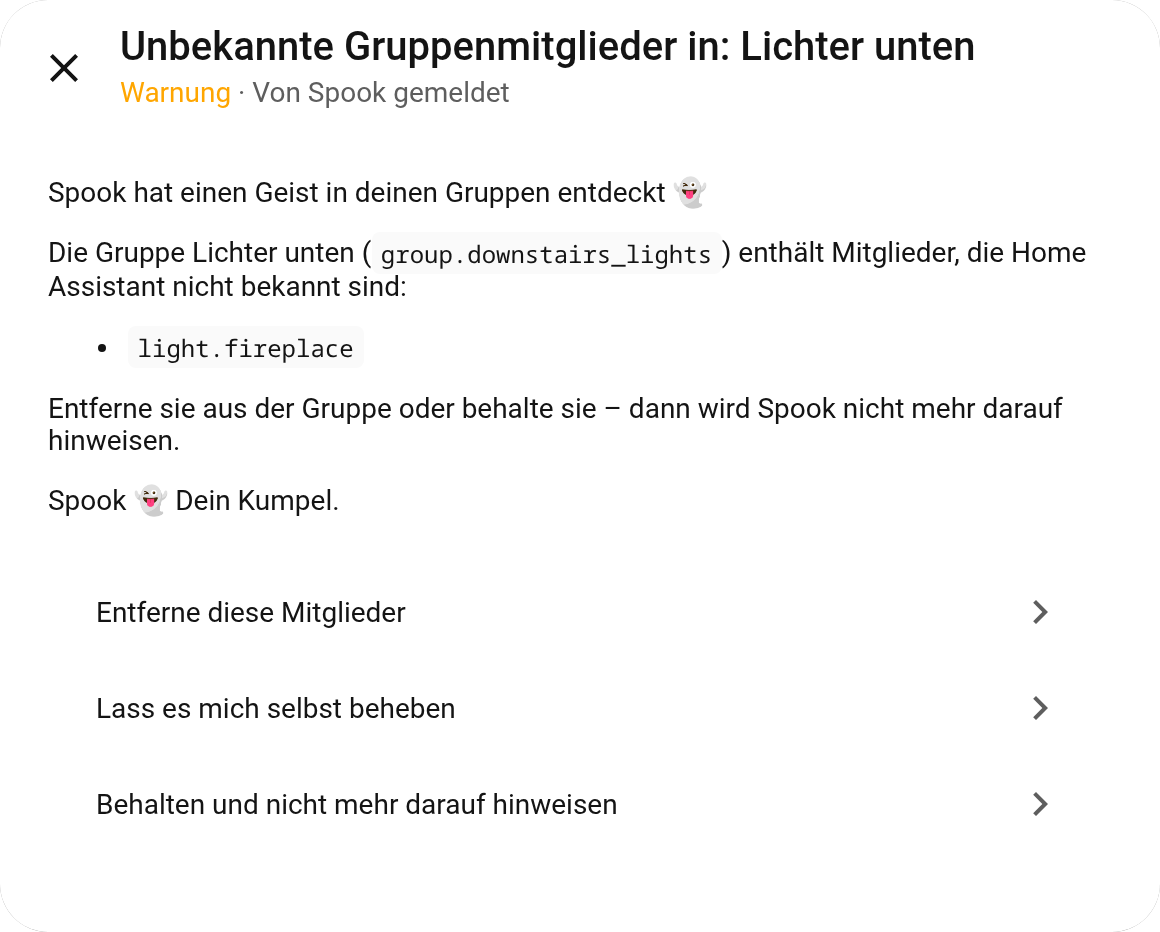 Unbekannte Gruppenmitglieder in: Lichter unten
Warnung · Von Spook gemeldet
Spook hat einen Geist in deinen Gruppen entdeckt 👻
Die Gruppe Lichter unten ( group.downstairs_lights ) enthält Mitglieder, die Home
Assistant nicht bekannt sind:
• light.fireplace
Entferne sie aus der Gruppe oder behalte sie – dann wird Spook nicht mehr darauf
hinweisen.
Spook 👻 Dein Kumpel.
Entferne diese Mitglieder
Lass es mich selbst beheben
Behalten und nicht mehr darauf hinweisen